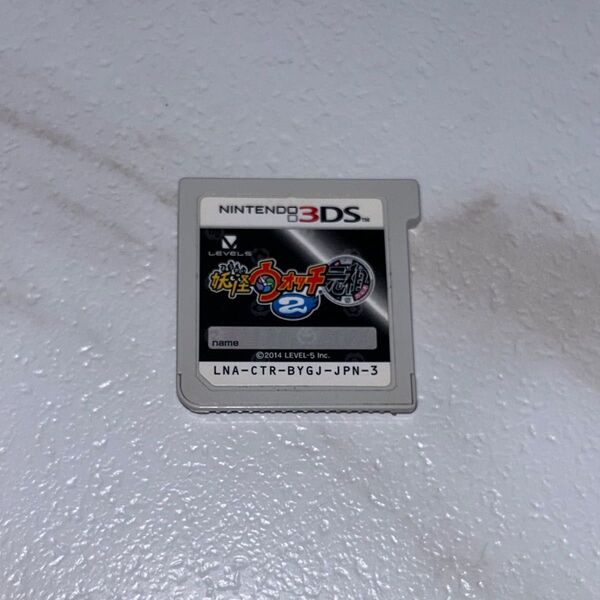 NINTENDO 3DS™
LEVEL5
妖怪ウォッチ2 元祖
name
©2014 LEVEL-5 Inc.
LNA-CTR-BYGJ-JPN-3